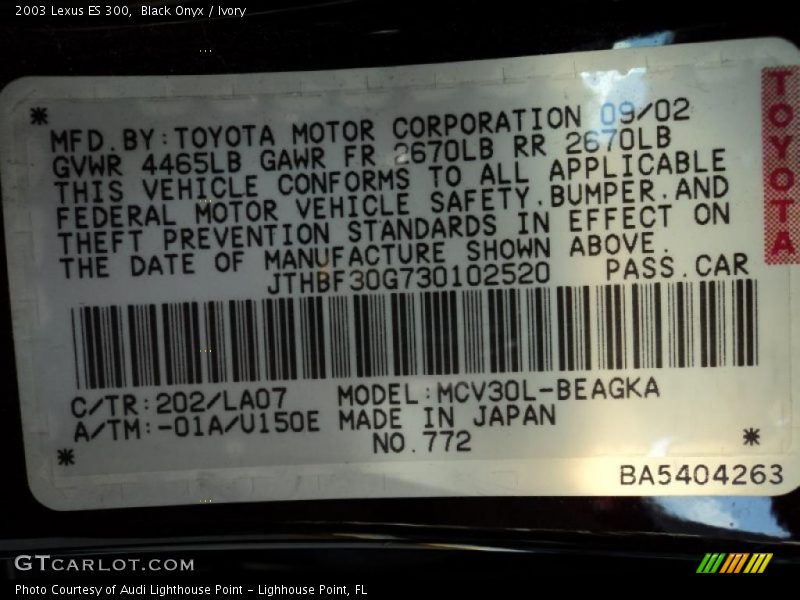 2003 Lexus ES 300, Black Onyx / Ivory
MFD.BY:TOYOTA MOTOR CORPORATION 09/02
GVWR 4465LB GAWR FR 2670LB RR 2670LB
THIS VEHICLE CONFORMS TO ALL APPLICABLE
FEDERAL MOTOR VEHICLE SAFETY,BUMPER,AND
THEFT PREVENTION STANDARDS IN EFFECT ON
THE DATE OF MANUFACTURE SHOWN ABOVE.
JTHBF30G730102520 PASS.CAR
TOYOTA
C/TR:202/LA07 MODEL:MCV30L-BEAGKA
A/TM:-01A/U150E MADE IN JAPAN
NO.772
BA5404263
GTCARLOT.COM
Photo Courtesy of Audi Lighthouse Point - Lighhouse Point, FL